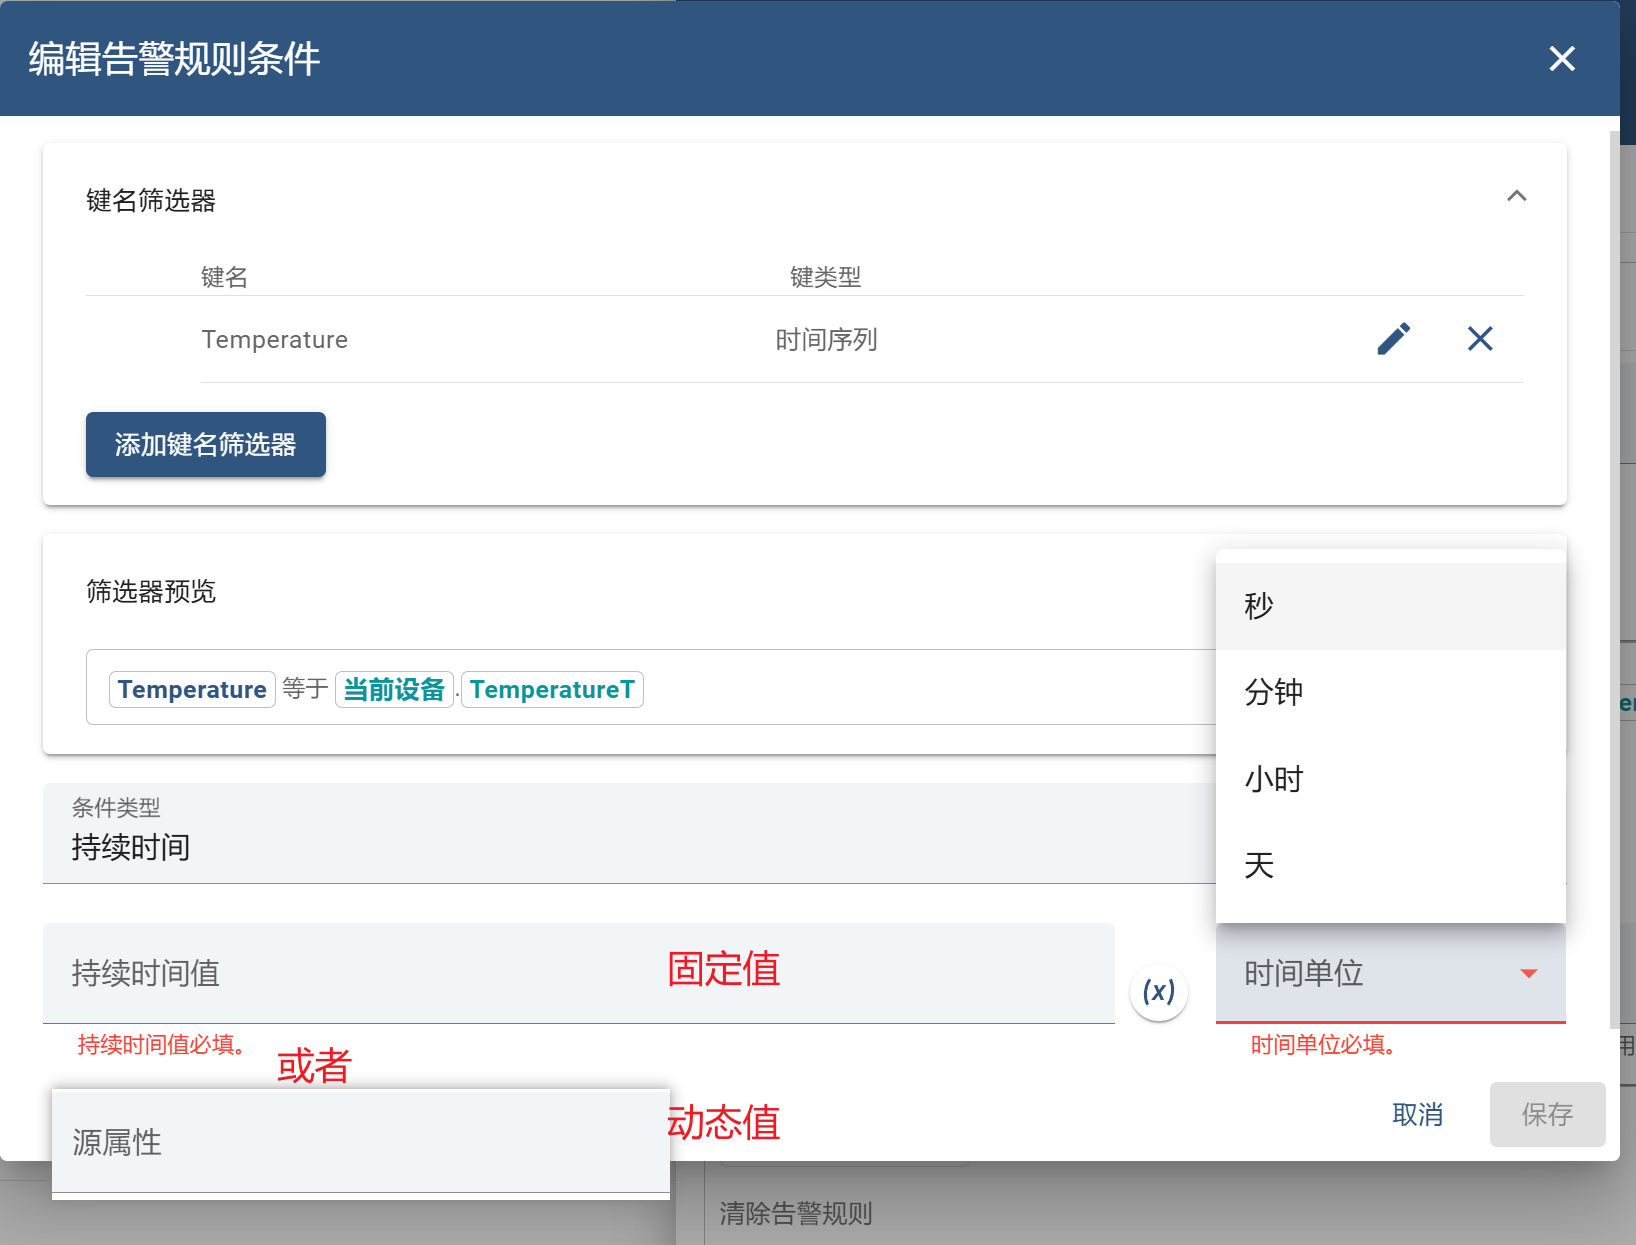 编辑告警规则条件
键名筛选器
键名 键类型
Temperature 时间序列
添加键名筛选器
筛选器预览
Temperature 等于 当前设备 . TemperatureT
秒
分钟
小时
天
条件类型
持续时间
持续时间值 固定值 (x) 时间单位
持续时间值必填。 时间单位必填。
或者
源属性 动态值
取消 保存
清除告警规则
er
用